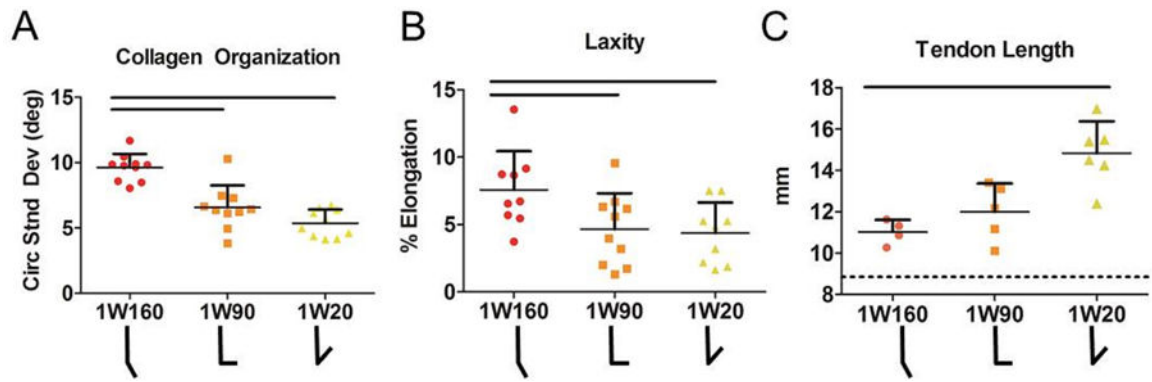 A
Collagen Organization
Circ Stnd Dev (deg)
15
10
5
0
1W160 1W90 1W20
B
Laxity
% Elongation
15
10
5
0
1W160 1W90 1W20
C
Tendon Length
mm
18
16
14
12
10
8
1W160 1W90 1W20